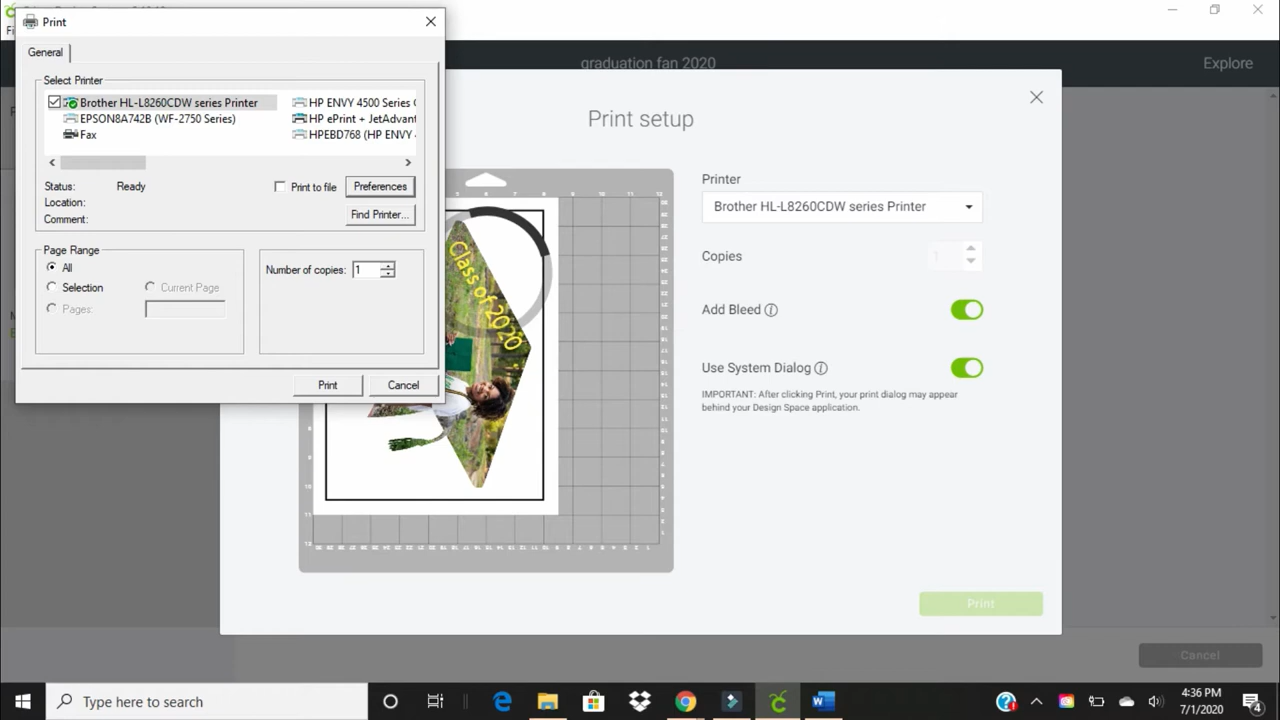 Print
General
Select Printer
Brother HL-L8260CDW series Printer
HP ENVY 4500 Series
EPSON8A742B (WF-2750 Series)
HP ePrint + JetAdvant
Fax
HPEBD768 (HP ENVY
Status:
Ready
Print to file
Preferences
Location:
Comment:
Find Printer...
Page Range
All
Selection
Current Page
Pages:
Number of copies:
1
Print
Cancel
graduation fan 2020
Explore
Print setup
Class of 2020
Printer
Brother HL-L8260CDW series Printer
Copies
1
Add Bleed
Use System Dialog
IMPORTANT: After clicking Print, your print dialog may appear
behind your Design Space application.
Print
Cancel
Type here to search
4:36 PM
7/1/2020
4